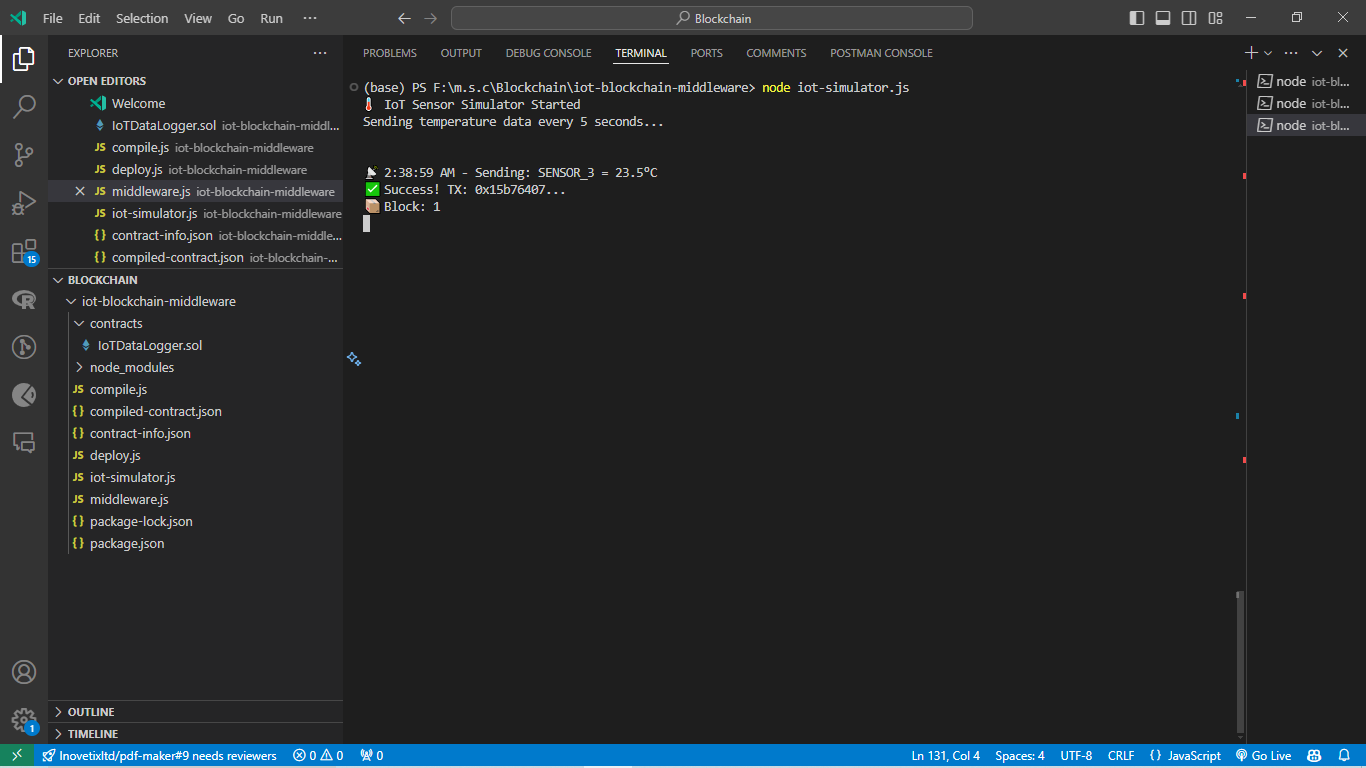 File Edit Selection View Go Run ···
Blockchain
EXPLORER
OPEN EDITORS
Welcome
IoTDataLogger.sol iot-blockchain-middl...
JS compile.js iot-blockchain-middleware
JS deploy.js iot-blockchain-middleware
JS middleware.js iot-blockchain-middleware
JS iot-simulator.js iot-blockchain-middleware
{} contract-info.json iot-blockchain-middle...
{} compiled-contract.json iot-blockchain-...
BLOCKCHAIN
iot-blockchain-middleware
contracts
IoTDataLogger.sol
node_modules
JS compile.js
{} compiled-contract.json
{} contract-info.json
JS deploy.js
JS iot-simulator.js
JS middleware.js
{} package-lock.json
{} package.json
OUTLINE
TIMELINE
15
R
1
PROBLEMS OUTPUT DEBUG CONSOLE TERMINAL PORTS COMMENTS POSTMAN CONSOLE
(base) PS F:\m.s.c\Blockchain\iot-blockchain-middleware> node iot-simulator.js
🌡 IoT Sensor Simulator Started
Sending temperature data every 5 seconds...
📡 2:38:59 AM - Sending: SENSOR_3 = 23.5°C
✅ Success! TX: 0x15b76407...
📦 Block: 1
node iot-bl...
node iot-bl...
node iot-bl...
Inovetixltd/pdf-maker#9 needs reviewers 0 0 0 Ln 131, Col 4 Spaces: 4 UTF-8 CRLF {} JavaScript Go Live